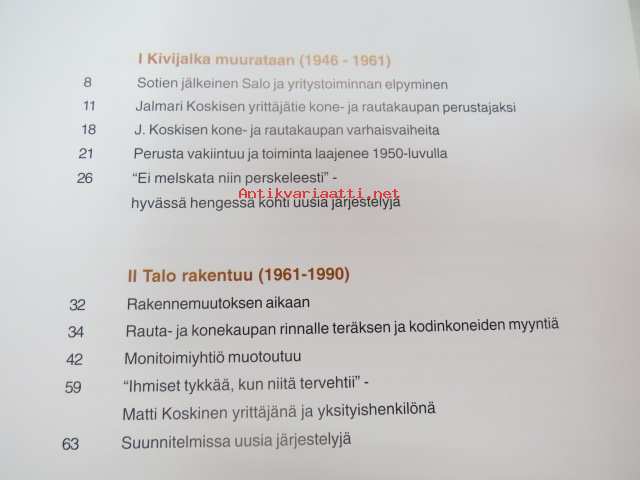 I Kivijalka muurataan (1946 - 1961)
8 Sotien jälkeinen Salo ja yritystoiminnan elpyminen
11 Jalmari Koskisen yrittäjätie kone- ja rautakaupan perustajaksi
18 J. Koskisen kone- ja rautakaupan varhaisvaiheita
21 Perusta vakiintuu ja toiminta laajenee 1950-luvulla
26 “Ei melskata niin perskeleesti” -
Antikvariaatti.net
hyvässä hengessä kohti uusia järjestelyjä
II Talo rakentuu (1961-1990)
32 Rakennemuutoksen aikaan
34 Rauta- ja konekaupan rinnalle teräksen ja kodinkoneiden myyntiä
42 Monitoimiyhtiö muotoutuu
59 “Ihmiset tykkää, kun niitä tervehtii” -
Matti Koskinen yrittäjänä ja yksityishenkilönä
63 Suunnitelmissa uusia järjestelyjä